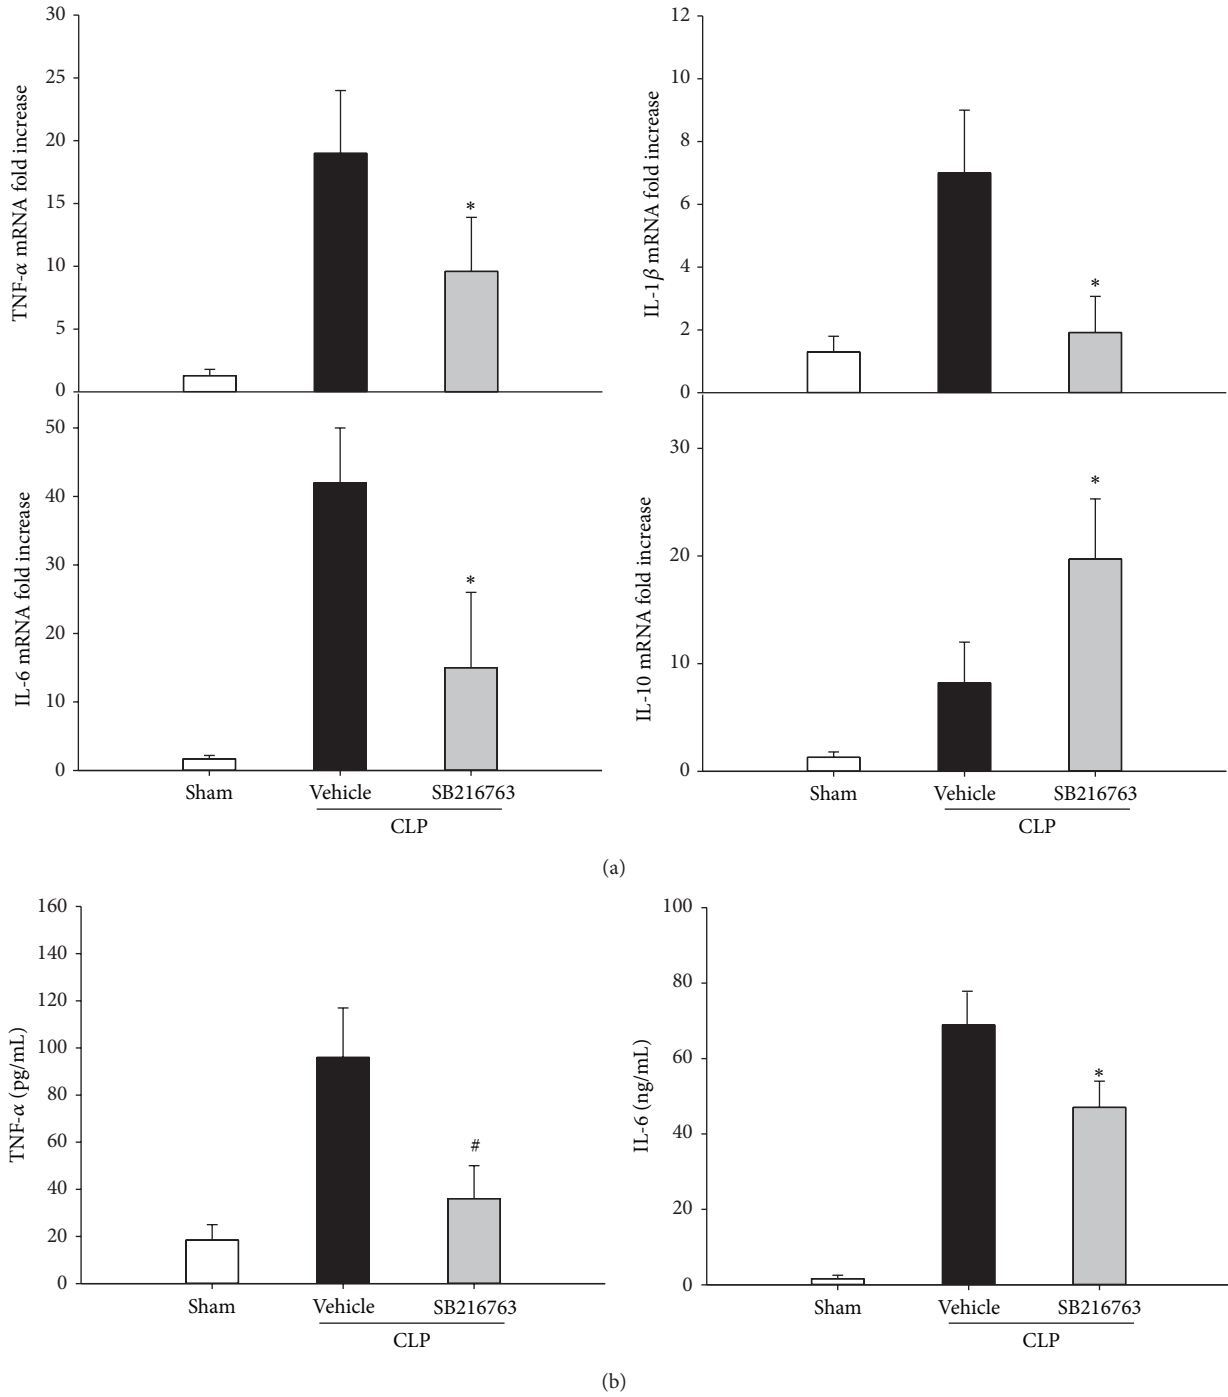 30
25
20
15
10
5
0
TNF-α mRNA fold increase
12
10
8
6
4
2
0
IL-1β mRNA fold increase
*
*
50
40
30
20
10
0
IL-6 mRNA fold increase
*
Sham Vehicle SB216763
CLP
30
20
10
0
IL-10 mRNA fold increase
*
Sham Vehicle SB216763
CLP
(a)
160
140
120
100
80
60
40
20
0
TNF-α (pg/mL)
#
Sham Vehicle SB216763
CLP
100
80
60
40
20
0
IL-6 (ng/mL)
*
Sham Vehicle SB216763
CLP
(b)